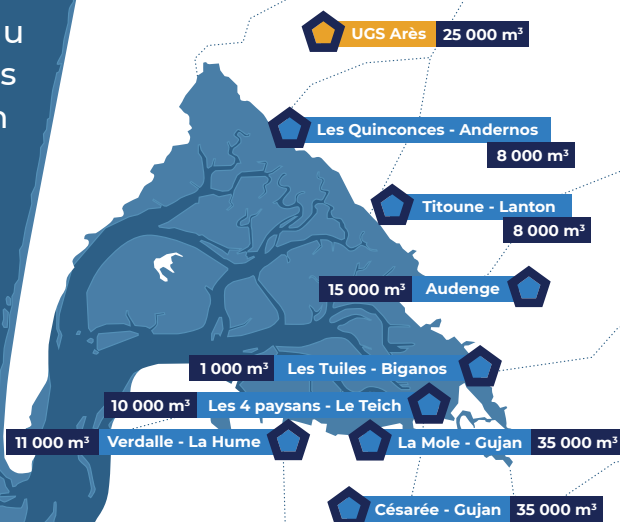 u
s
n
UGS Arès 25 000 m³
Les Quinconces - Andernos
8 000 m³
Titoune - Lanton
8 000 m³
15 000 m³ Audenge
1 000 m³ Les Tuiles - Biganos
10 000 m³ Les 4 paysans - Le Teich
11 000 m³ Verdalle - La Hume
La Mole - Gujan 35 000 m³
Césarée - Gujan 35 000 m³